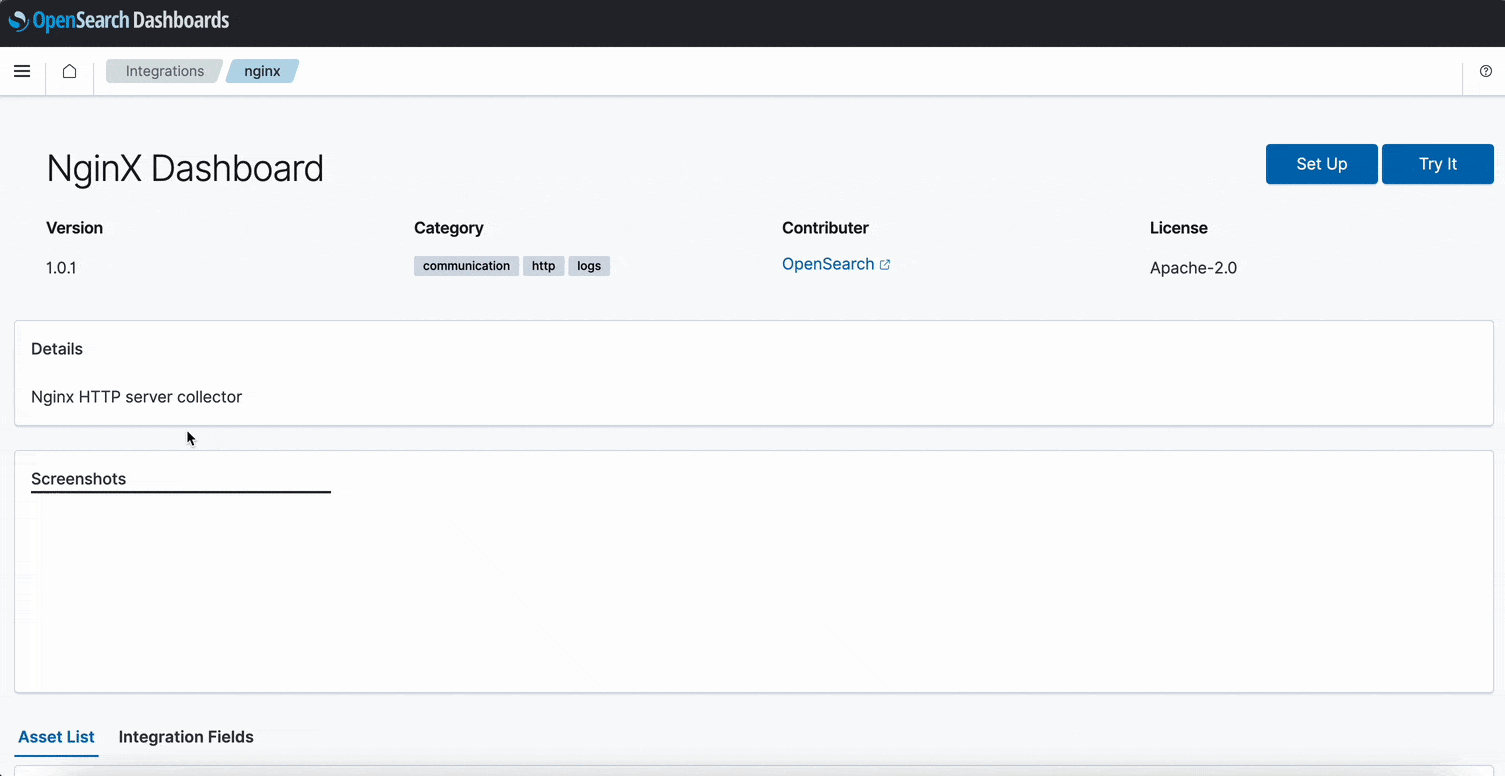 OpenSearch Dashboards
Integrations nginx
NginX Dashboard
Set Up Try It
Version Category Contributer License
1.0.1 communication http logs OpenSearch Apache-2.0
Details
Nginx HTTP server collector
Screenshots
Asset List Integration Fields